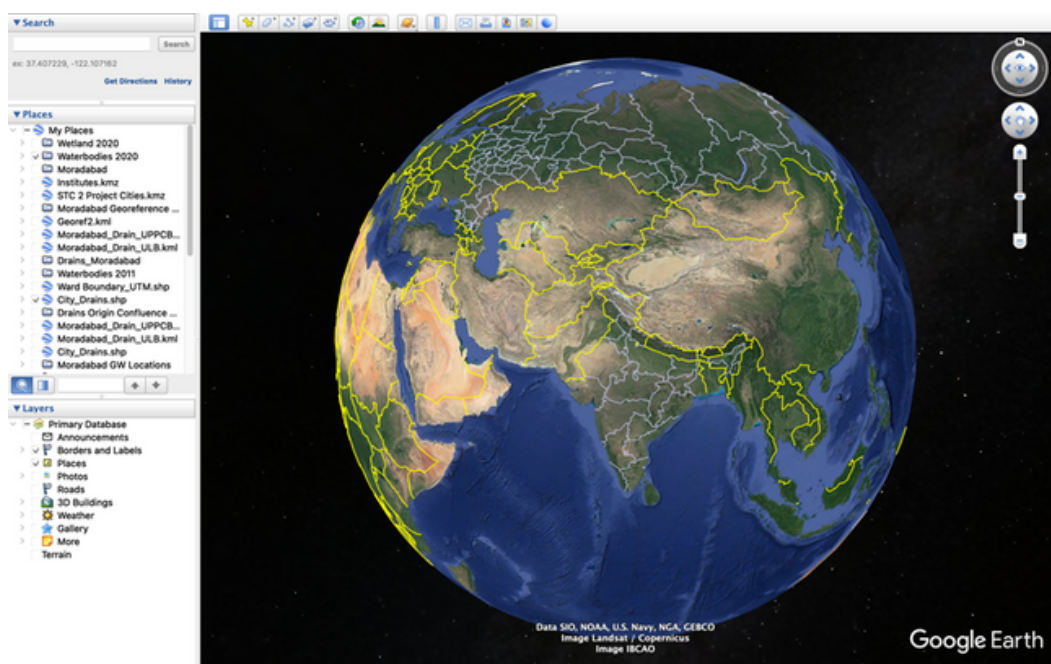 Search
Search
ex: 37.407229, -122.107162
Get Directions History
Places
My Places
Wetland 2020
Waterbodies 2020
Moradabad
Institutes.kmz
STC 2 Project Cities.kmz
Moradabad Georeference ...
Georef2.kml
Moradabad_Drain_UPPCB...
Moradabad_Drain_ULB.kml
Drains_Moradabad
Waterbodies 2011
Ward Boundary_UTM.shp
City_Drains.shp
Drains Origin Confluence ...
Moradabad_Drain_UPPCB...
Moradabad_Drain_ULB.kml
City_Drains.shp
Moradabad GW Locations
Layers
Primary Database
Announcements
Borders and Labels
Places
Photos
Roads
3D Buildings
Weather
Gallery
More
Terrain
N
Data SIO, NOAA, U.S. Navy, NGA, GEBCO
Image Landsat / Copernicus
Image IBCAO
Google Earth